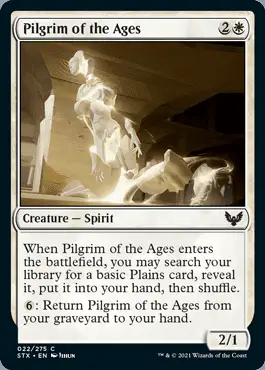 Pilgrim of the Ages 2
Creature — Spirit
When Pilgrim of the Ages enters
the battlefield, you may search your
library for a basic Plains card, reveal
it, put it into your hand, then shuffle.
6: Return Pilgrim of the Ages from
your graveyard to your hand.
2/1
022/275 C
STX • EN
™ & © 2021 Wizards of the Coast